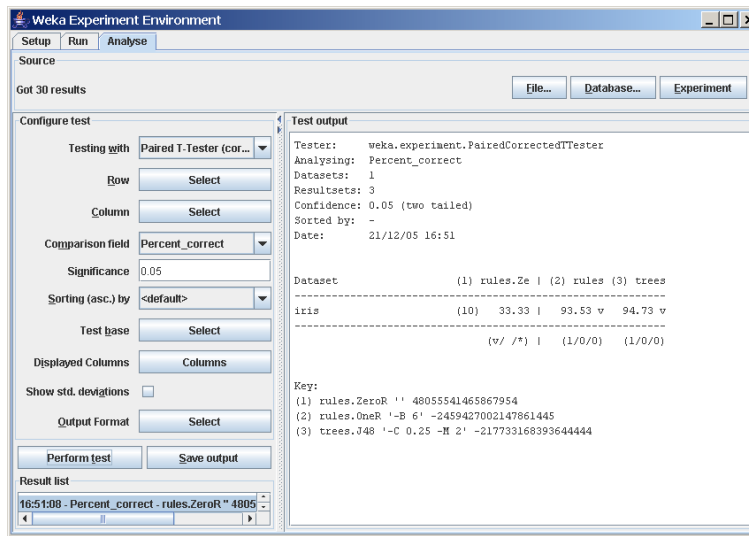 Weka Experiment Environment
Setup Run Analyse
Source
Got 30 results
File... Database... Experiment
Configure test
Testing with Paired T-Tester (cor...
Row Select
Column Select
Comparison field Percent_correct
Significance 0.05
Sorting (asc.) by <default>
Test base Select
Displayed Columns Columns
Show std. deviations
Output Format Select
Perform test Save output
Result list
16:51:08 - Percent_correct - rules.ZeroR '' 4805
Test output
Tester: weka.experiment.PairedCorrectedTTester
Analysing: Percent_correct
Datasets: 1
Resultsets: 3
Confidence: 0.05 (two tailed)
Sorted by: -
Date: 21/12/05 16:51
Dataset (1) rules.Ze | (2) rules (3) trees
--------------------------------------------------------------
iris (10) 33.33 | 93.53 v 94.73 v
--------------------------------------------------------------
(v/ /*) | (1/0/0) (1/0/0)
Key:
(1) rules.ZeroR '' 48055541465867954
(2) rules.OneR '-B 6' -2459427002147861445
(3) trees.J48 '-C 0.25 -M 2' -217733168393644444